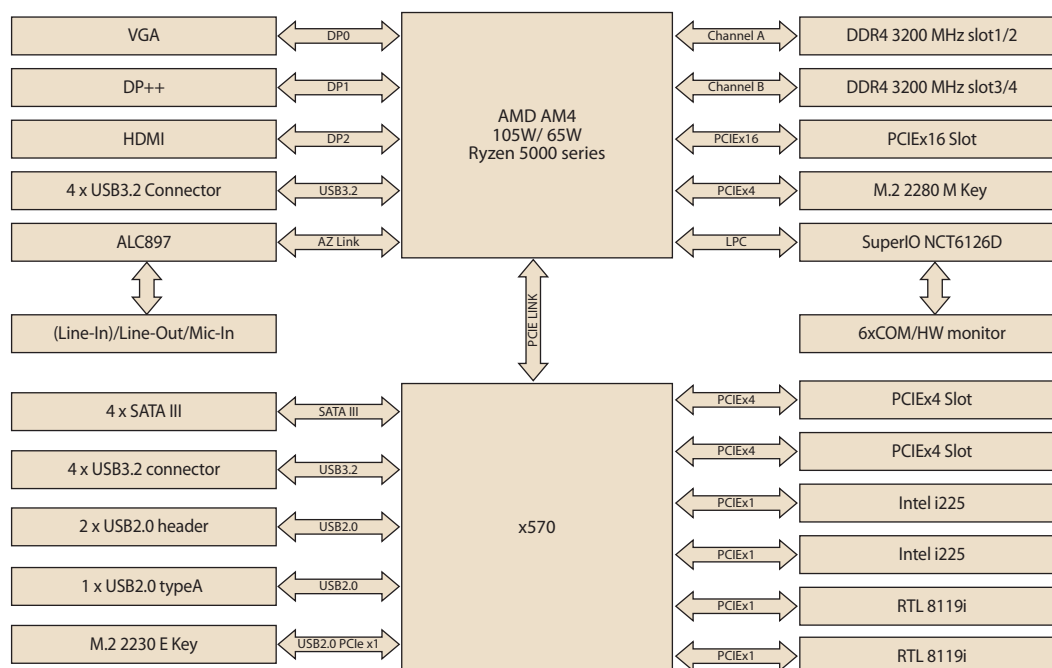 VGA
DP0
DP++
DP1
HDMI
DP2
4 x USB3.2 Connector
USB3.2
ALC897
AZ Link
(Line-In)/Line-Out/Mic-In
AMD AM4
105W/ 65W
Ryzen 5000 series
Channel A
DDR4 3200 MHz slot1/2
Channel B
DDR4 3200 MHz slot3/4
PCIEx16
PCIEx16 Slot
PCIEx4
M.2 2280 M Key
LPC
SuperIO NCT6126D
6xCOM/HW monitor
PCIE LINK
4 x SATA III
SATA III
4 x USB3.2 connector
USB3.2
2 x USB2.0 header
USB2.0
1 x USB2.0 typeA
USB2.0
M.2 2230 E Key
USB2.0 PCIe x1
x570
PCIEx4
PCIEx4 Slot
PCIEx4
PCIEx4 Slot
PCIEx1
Intel i225
PCIEx1
Intel i225
PCIEx1
RTL 8119i
PCIEx1
RTL 8119i